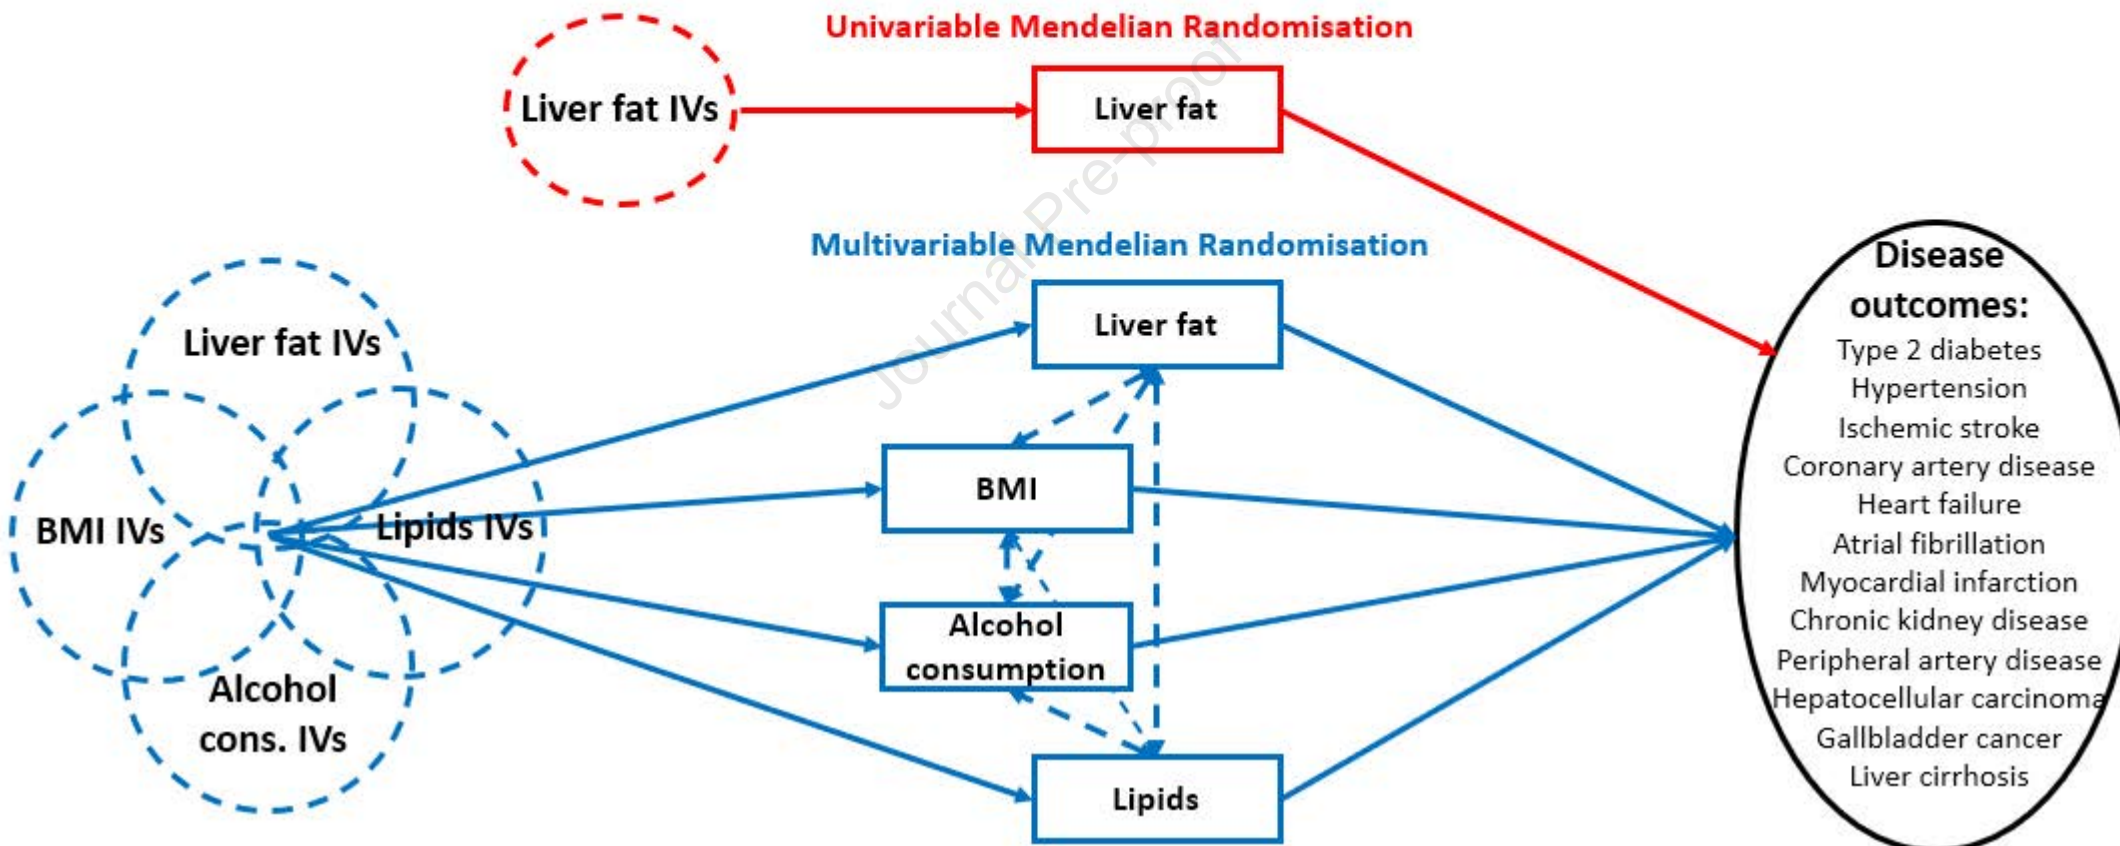 Univariable Mendelian Randomisation
Liver fat IVs
Liver fat
Journal Pre-proof
Multivariable Mendelian Randomisation
Liver fat IVs
BMI IVs
Lipids IVs
Alcohol
cons. IVs
Liver fat
BMI
Alcohol
consumption
Lipids
Disease
outcomes:
Type 2 diabetes
Hypertension
Ischemic stroke
Coronary artery disease
Heart failure
Atrial fibrillation
Myocardial infarction
Chronic kidney disease
Peripheral artery disease
Hepatocellular carcinoma
Gallbladder cancer
Liver cirrhosis